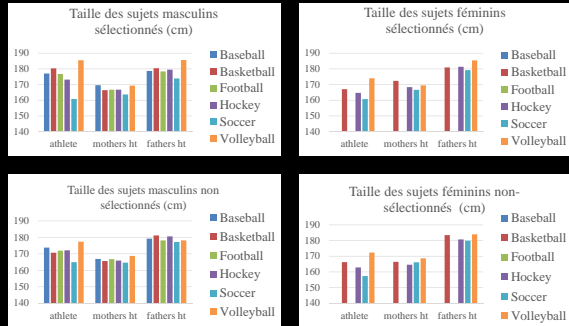 Taille des sujets masculins
sélectionnés (cm)
190
180
170
160
150
140
athlete mothers ht fathers ht
Baseball
Basketball
Football
Hockey
Soccer
Volleyball
Taille des sujets féminins
sélectionnés (cm)
190
180
170
160
150
140
athlete mothers ht fathers ht
Baseball
Basketball
Football
Hockey
Soccer
Volleyball
Taille des sujets masculins non
sélectionnés (cm)
190
180
170
160
150
140
athlete mothers ht fathers ht
Baseball
Basketball
Football
Hockey
Soccer
Volleyball
Taille des sujets féminins non-
sélectionnés (cm)
190
180
170
160
150
140
athlete mothers ht fathers ht
Baseball
Basketball
Football
Hockey
Soccer
Volleyball